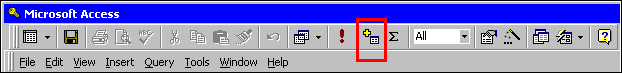 Microsoft Access
All
File Edit View Insert Query Tools Window Help